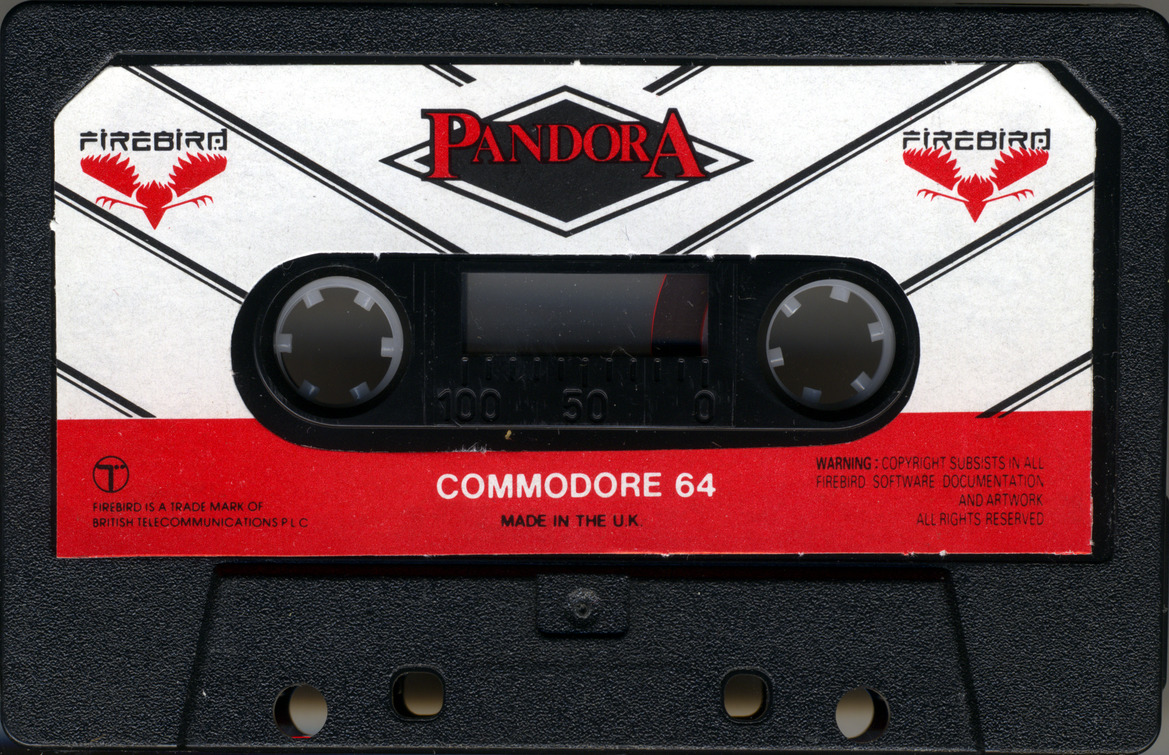 PANDORA
FIREBIRD
FIREBIRD
100 50 0
COMMODORE 64
MADE IN THE U.K.
T
FIREBIRD IS A TRADE MARK OF
BRITISH TELECOMMUNICATIONS P L C
WARNING : COPYRIGHT SUBSISTS IN ALL
FIREBIRD SOFTWARE DOCUMENTATION
AND ARTWORK
ALL RIGHTS RESERVED